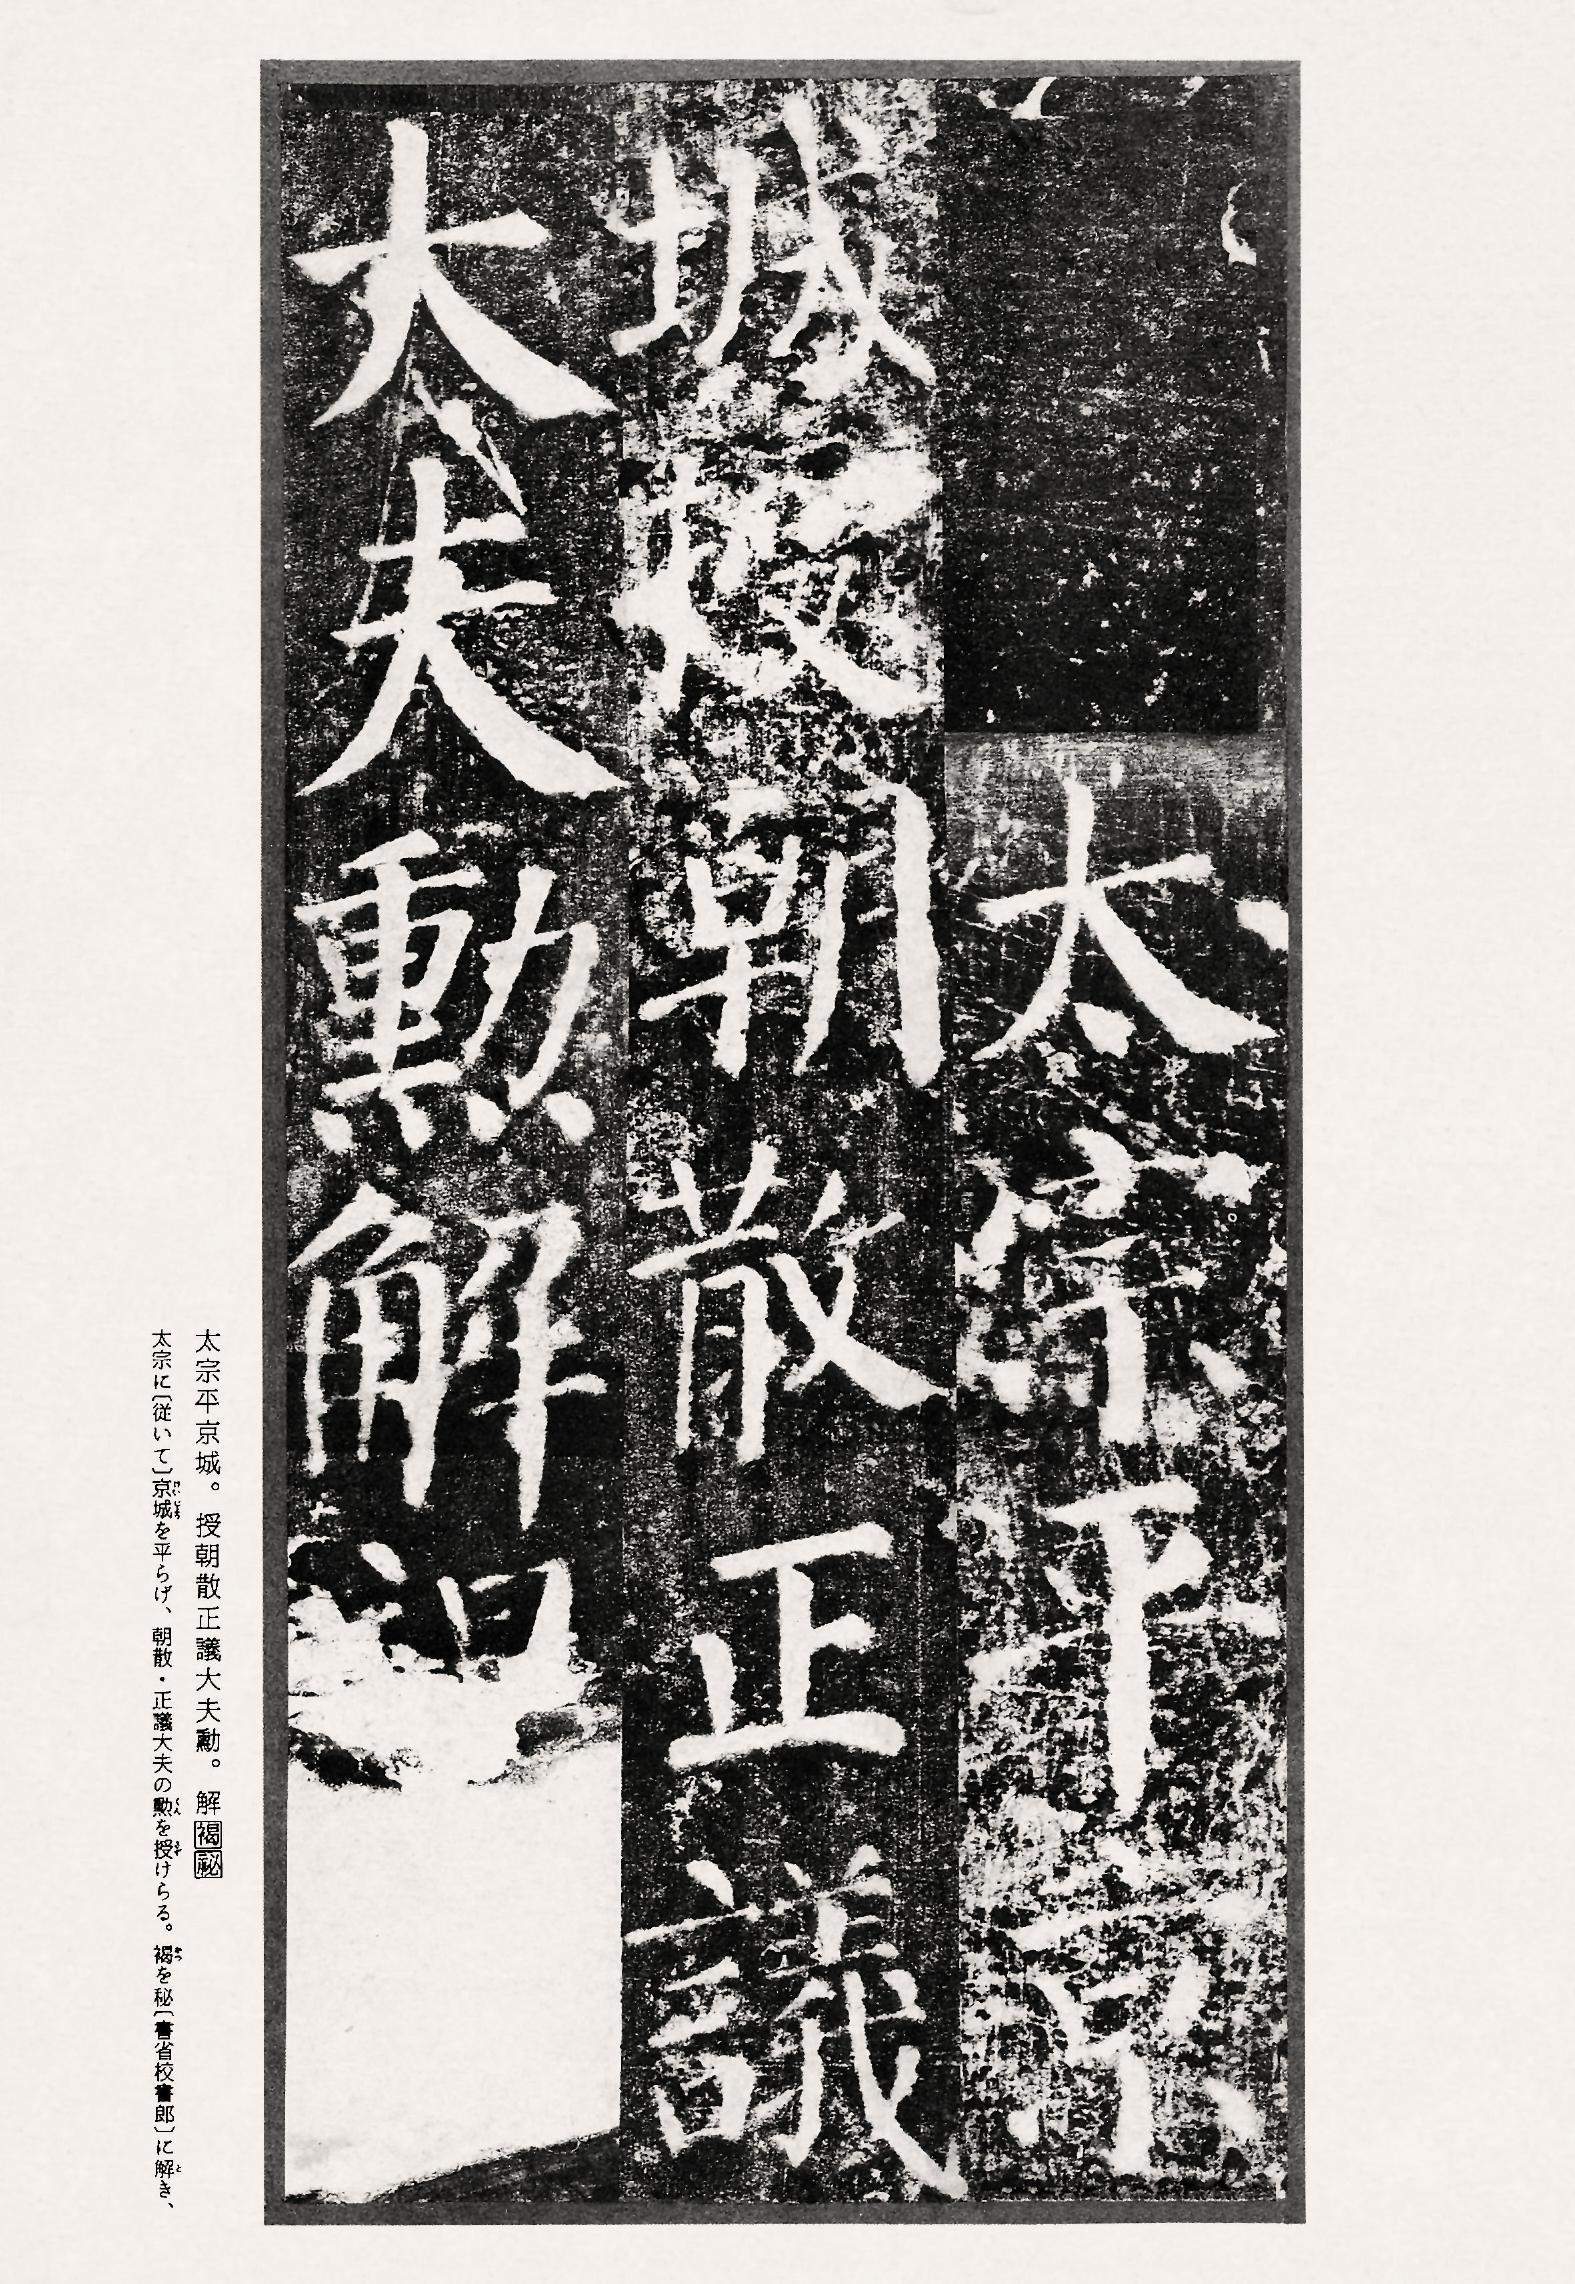 太宗平京
城授朝散正議
大夫勳解褐
太宗平京城。授朝散正議大夫勳。解褐祕
太宗に〔従いて〕京城を平らげ、朝散・正議大夫の勲を授けらる。褐を秘〔書省校書郎〕に解き、